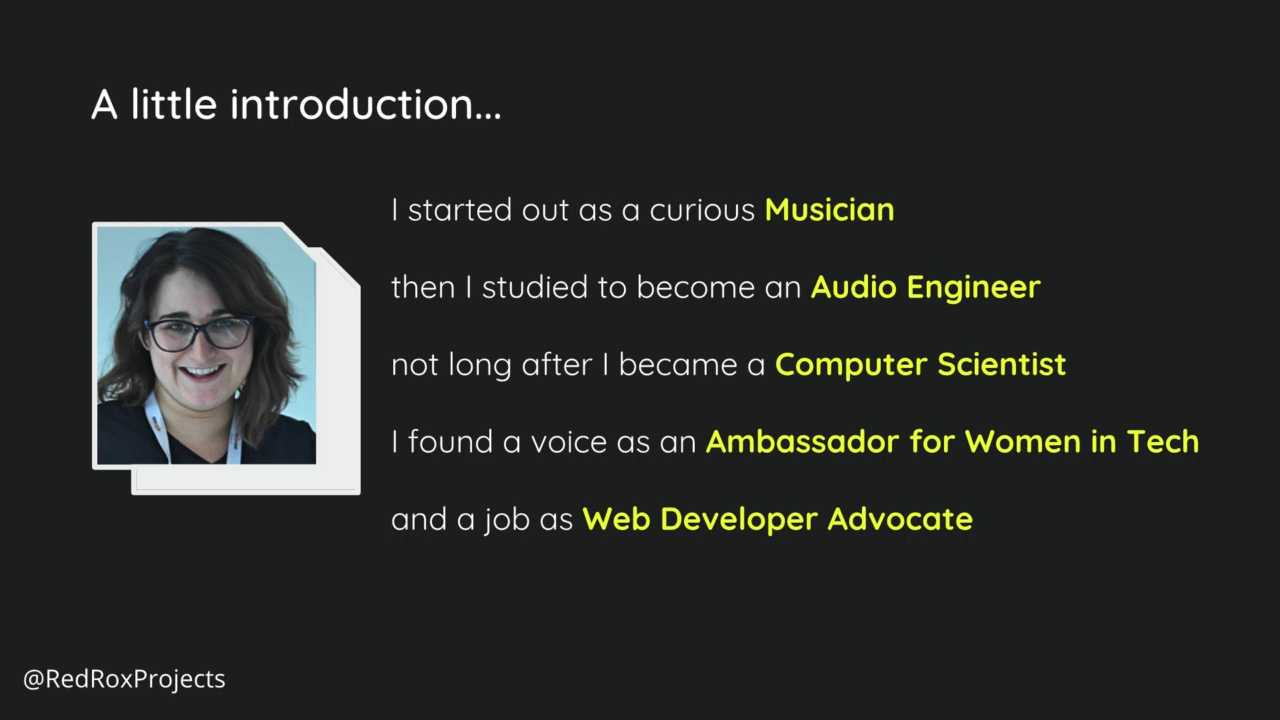 A little introduction...
I started out as a curious Musician
then I studied to become an Audio Engineer
not long after I became a Computer Scientist
I found a voice as an Ambassador for Women in Tech
and a job as Web Developer Advocate
@RedRoxProjects